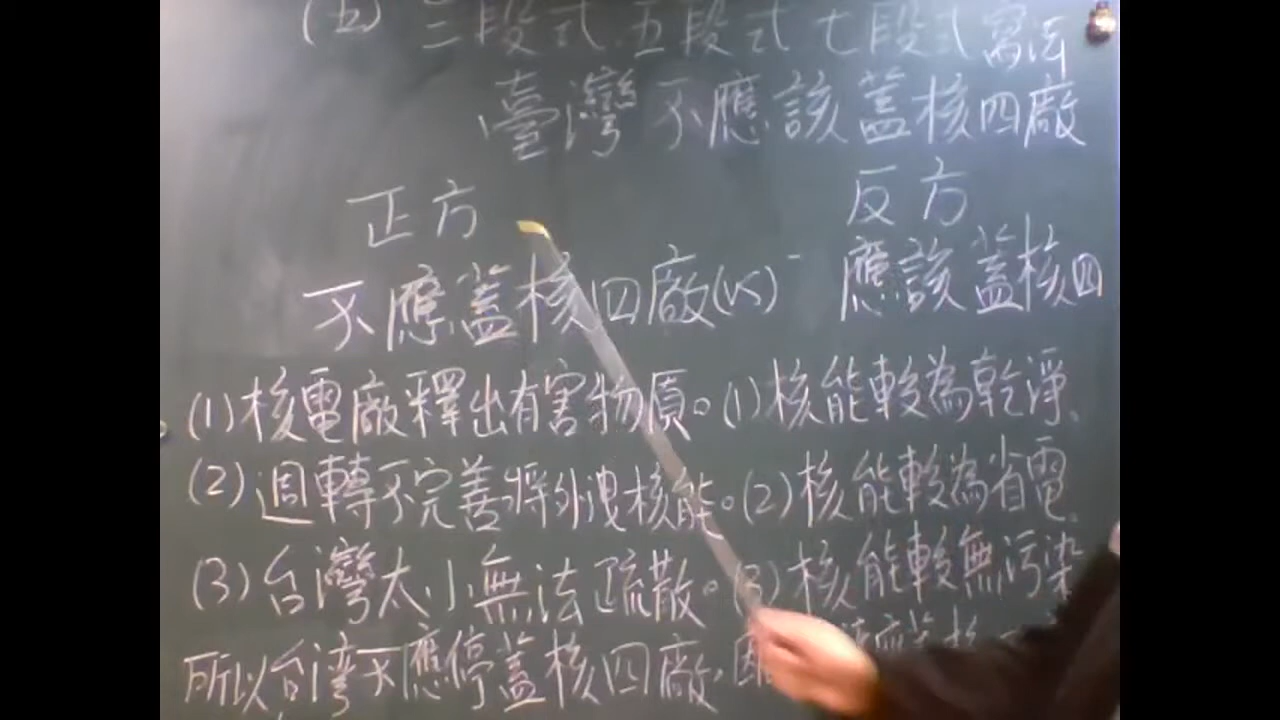 (五) 三段式.五段式七段式寫法
臺灣不應該蓋核四廠
正方
反方
不應蓋核四廠
應該蓋核四
(1)核電廠釋出有害物質。
(2)週轉不完善將外洩核能。
(3)台灣太小無法疏散。
所以台灣不應停蓋核四廠,
(1)核能較為乾淨、
(2)核能較為省電.
(3)核能較無污染